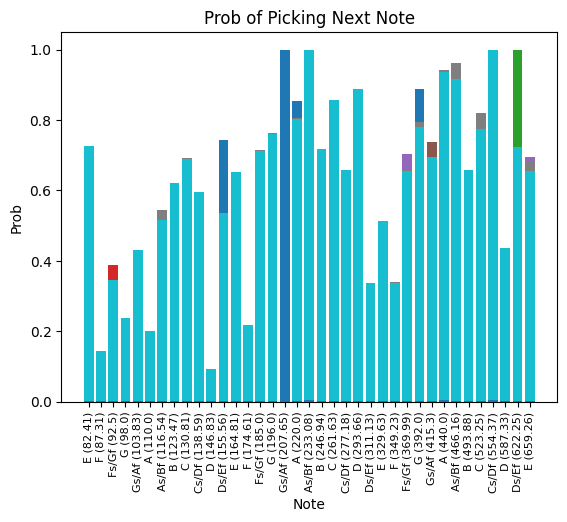 Prob of Picking Next Note
Prob
1.0
0.8
0.6
0.4
0.2
0.0
E (82.41)
F (87.31)
Fs/Gf (92.5)
G (98.0)
Gs/Af (103.83)
A (110.0)
As/Bf (116.54)
B (123.47)
C (130.81)
Cs/Df (138.59)
D (146.83)
Ds/Ef (155.56)
E (164.81)
F (174.61)
Fs/Gf (185.0)
G (196.0)
Gs/Af (207.65)
A (220.0)
As/Bf (233.08)
B (246.94)
C (261.63)
Cs/Df (277.18)
D (293.66)
Ds/Ef (311.13)
E (329.63)
F (349.23)
Fs/Gf (369.99)
G (392.0)
Gs/Af (415.3)
A (440.0)
As/Bf (466.16)
B (493.88)
C (523.25)
Cs/Df (554.37)
D (587.33)
Ds/Ef (622.25)
E (659.26)
Note